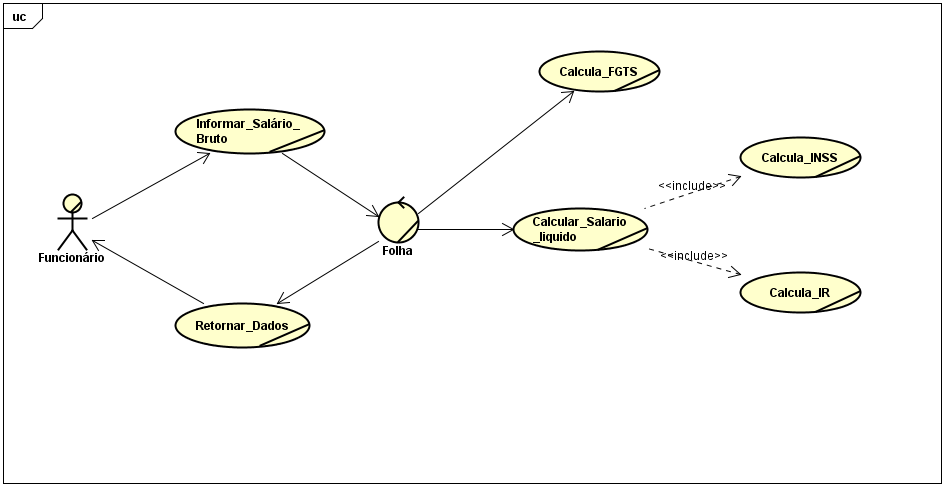 uc
Calcula_FGTS
Informar_Salário_
Bruto
Calcula_INSS
<<include>>
Funcionário
Folha
Calcular_Salario
_liquido
<<include>>
Calcula_IR
Retornar_Dados